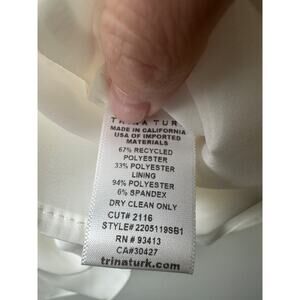 TRINA TUR
MADE IN CALIFORNIA
USA OF IMPORTED
MATERIALS
67% RECYCLED
POLYESTER
33% POLYESTER
LINING
94% POLYESTER
6% SPANDEX
DRY CLEAN ONLY
CUT# 2116
STYLE# 2205119SB1
RN # 93413
CA#30427
trinaturk.com